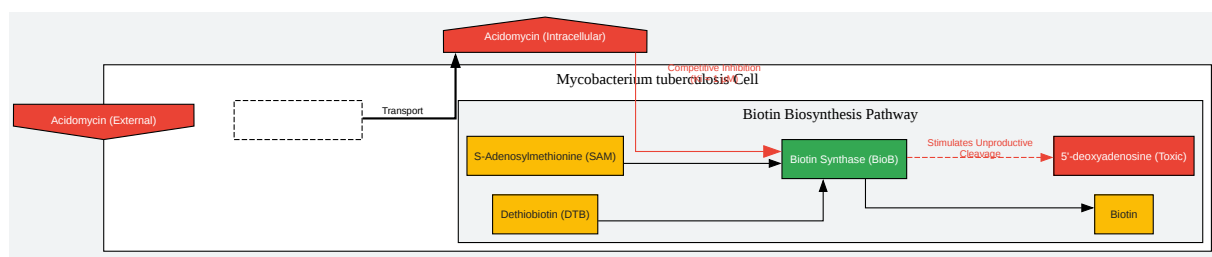 Acidomycin (Intracellular)
Competitive Inhibition
Mycobacterium tuberculosis Cell
Acidomycin (External)
Transport
Biotin Biosynthesis Pathway
S-Adenosylmethionine (SAM)
Biotin Synthase (BioB)
Stimulates Unproductive
Cleavage
5'-deoxyadenosine (Toxic)
Dethiobiotin (DTB)
Biotin